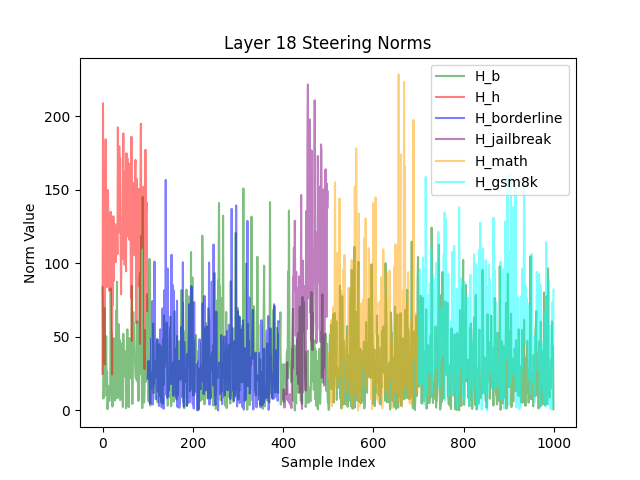 Layer 18 Steering Norms
H_b
H_h
H_borderline
H_jailbreak
H_math
H_gsm8k
Norm Value
200
150
100
50
0
0
200
400
600
800
1000
Sample Index